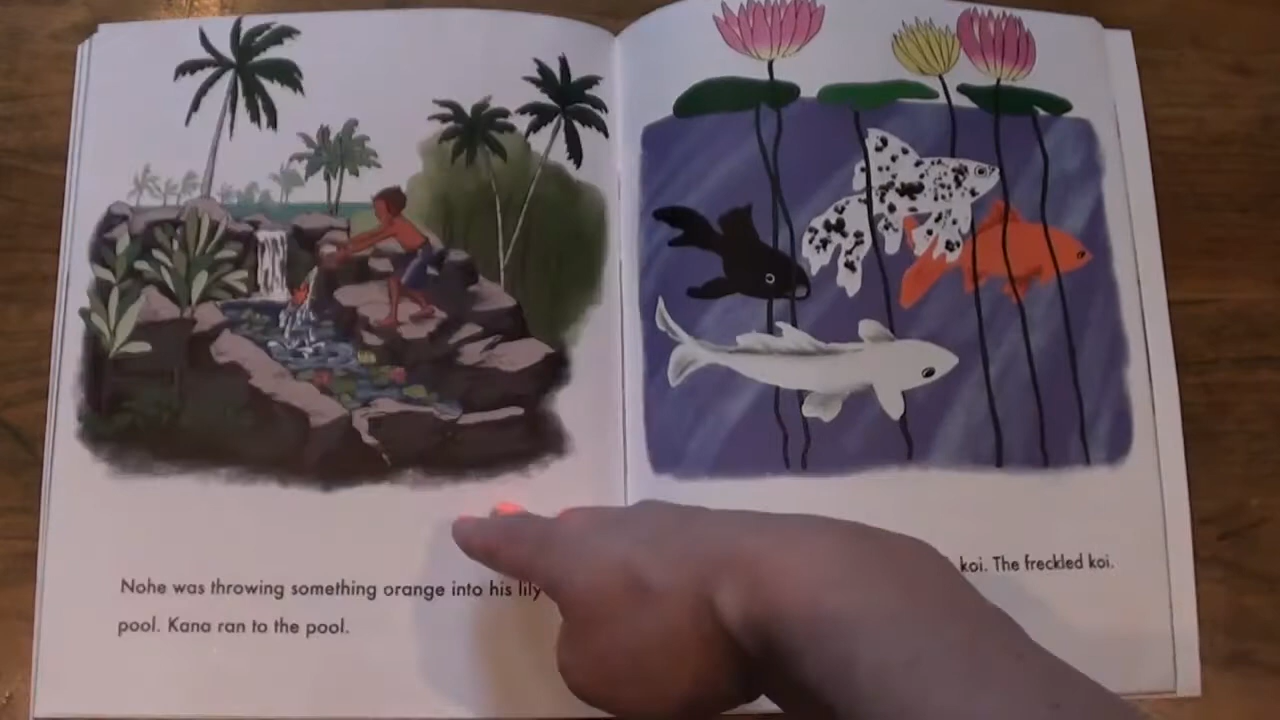 Nohe was throwing something orange into his lily
pool. Kana ran to the pool.
koi. The freckled koi.